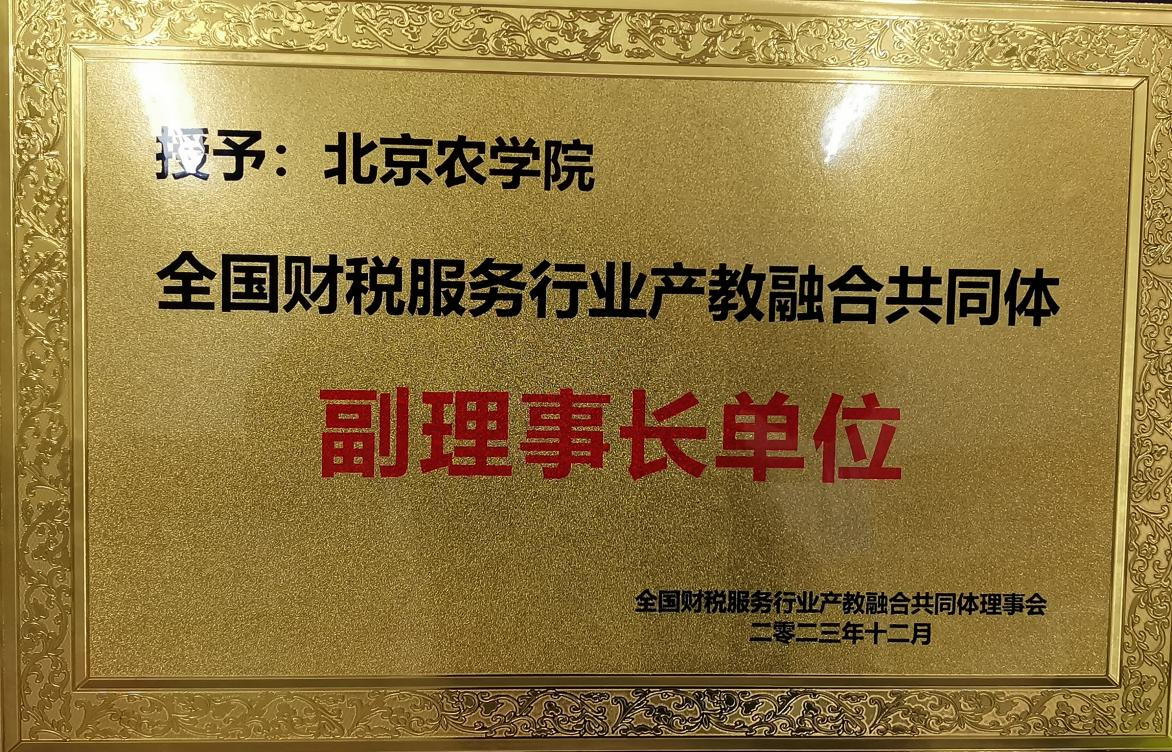 授予：北京农学院
全国财税服务行业产教融合共同体
副理事长单位
全国财税服务行业产教融合共同体理事会
二零二三年十二月